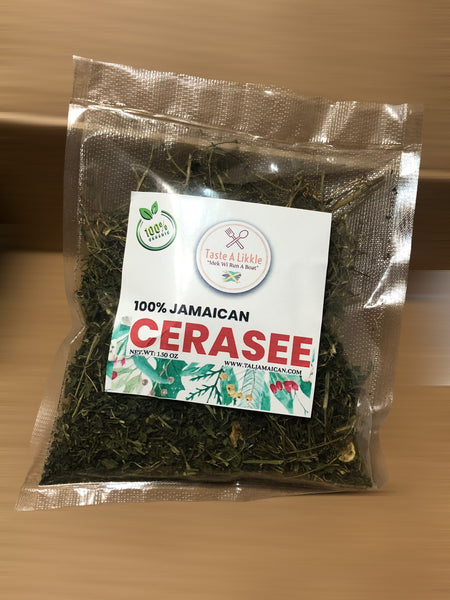 100%
ORGANIC
Taste A Likkle
"Mek Wi Run A Boat"
100% JAMAICAN
CERASEE
NET.WT: 1.50 OZ
WWW.TALJAMAICAN.COM